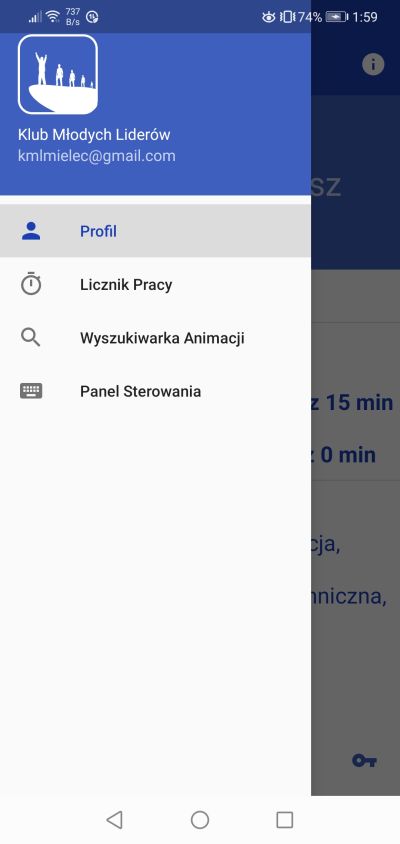 737 B/s 74% 1:59
Klub Młodych Liderów
kmlmielec@gmail.com
Profil
Licznik Pracy
Wyszukiwarka Animacji
Panel Sterowania
sz
z 15 min
z 0 min
cja,
hniczna,